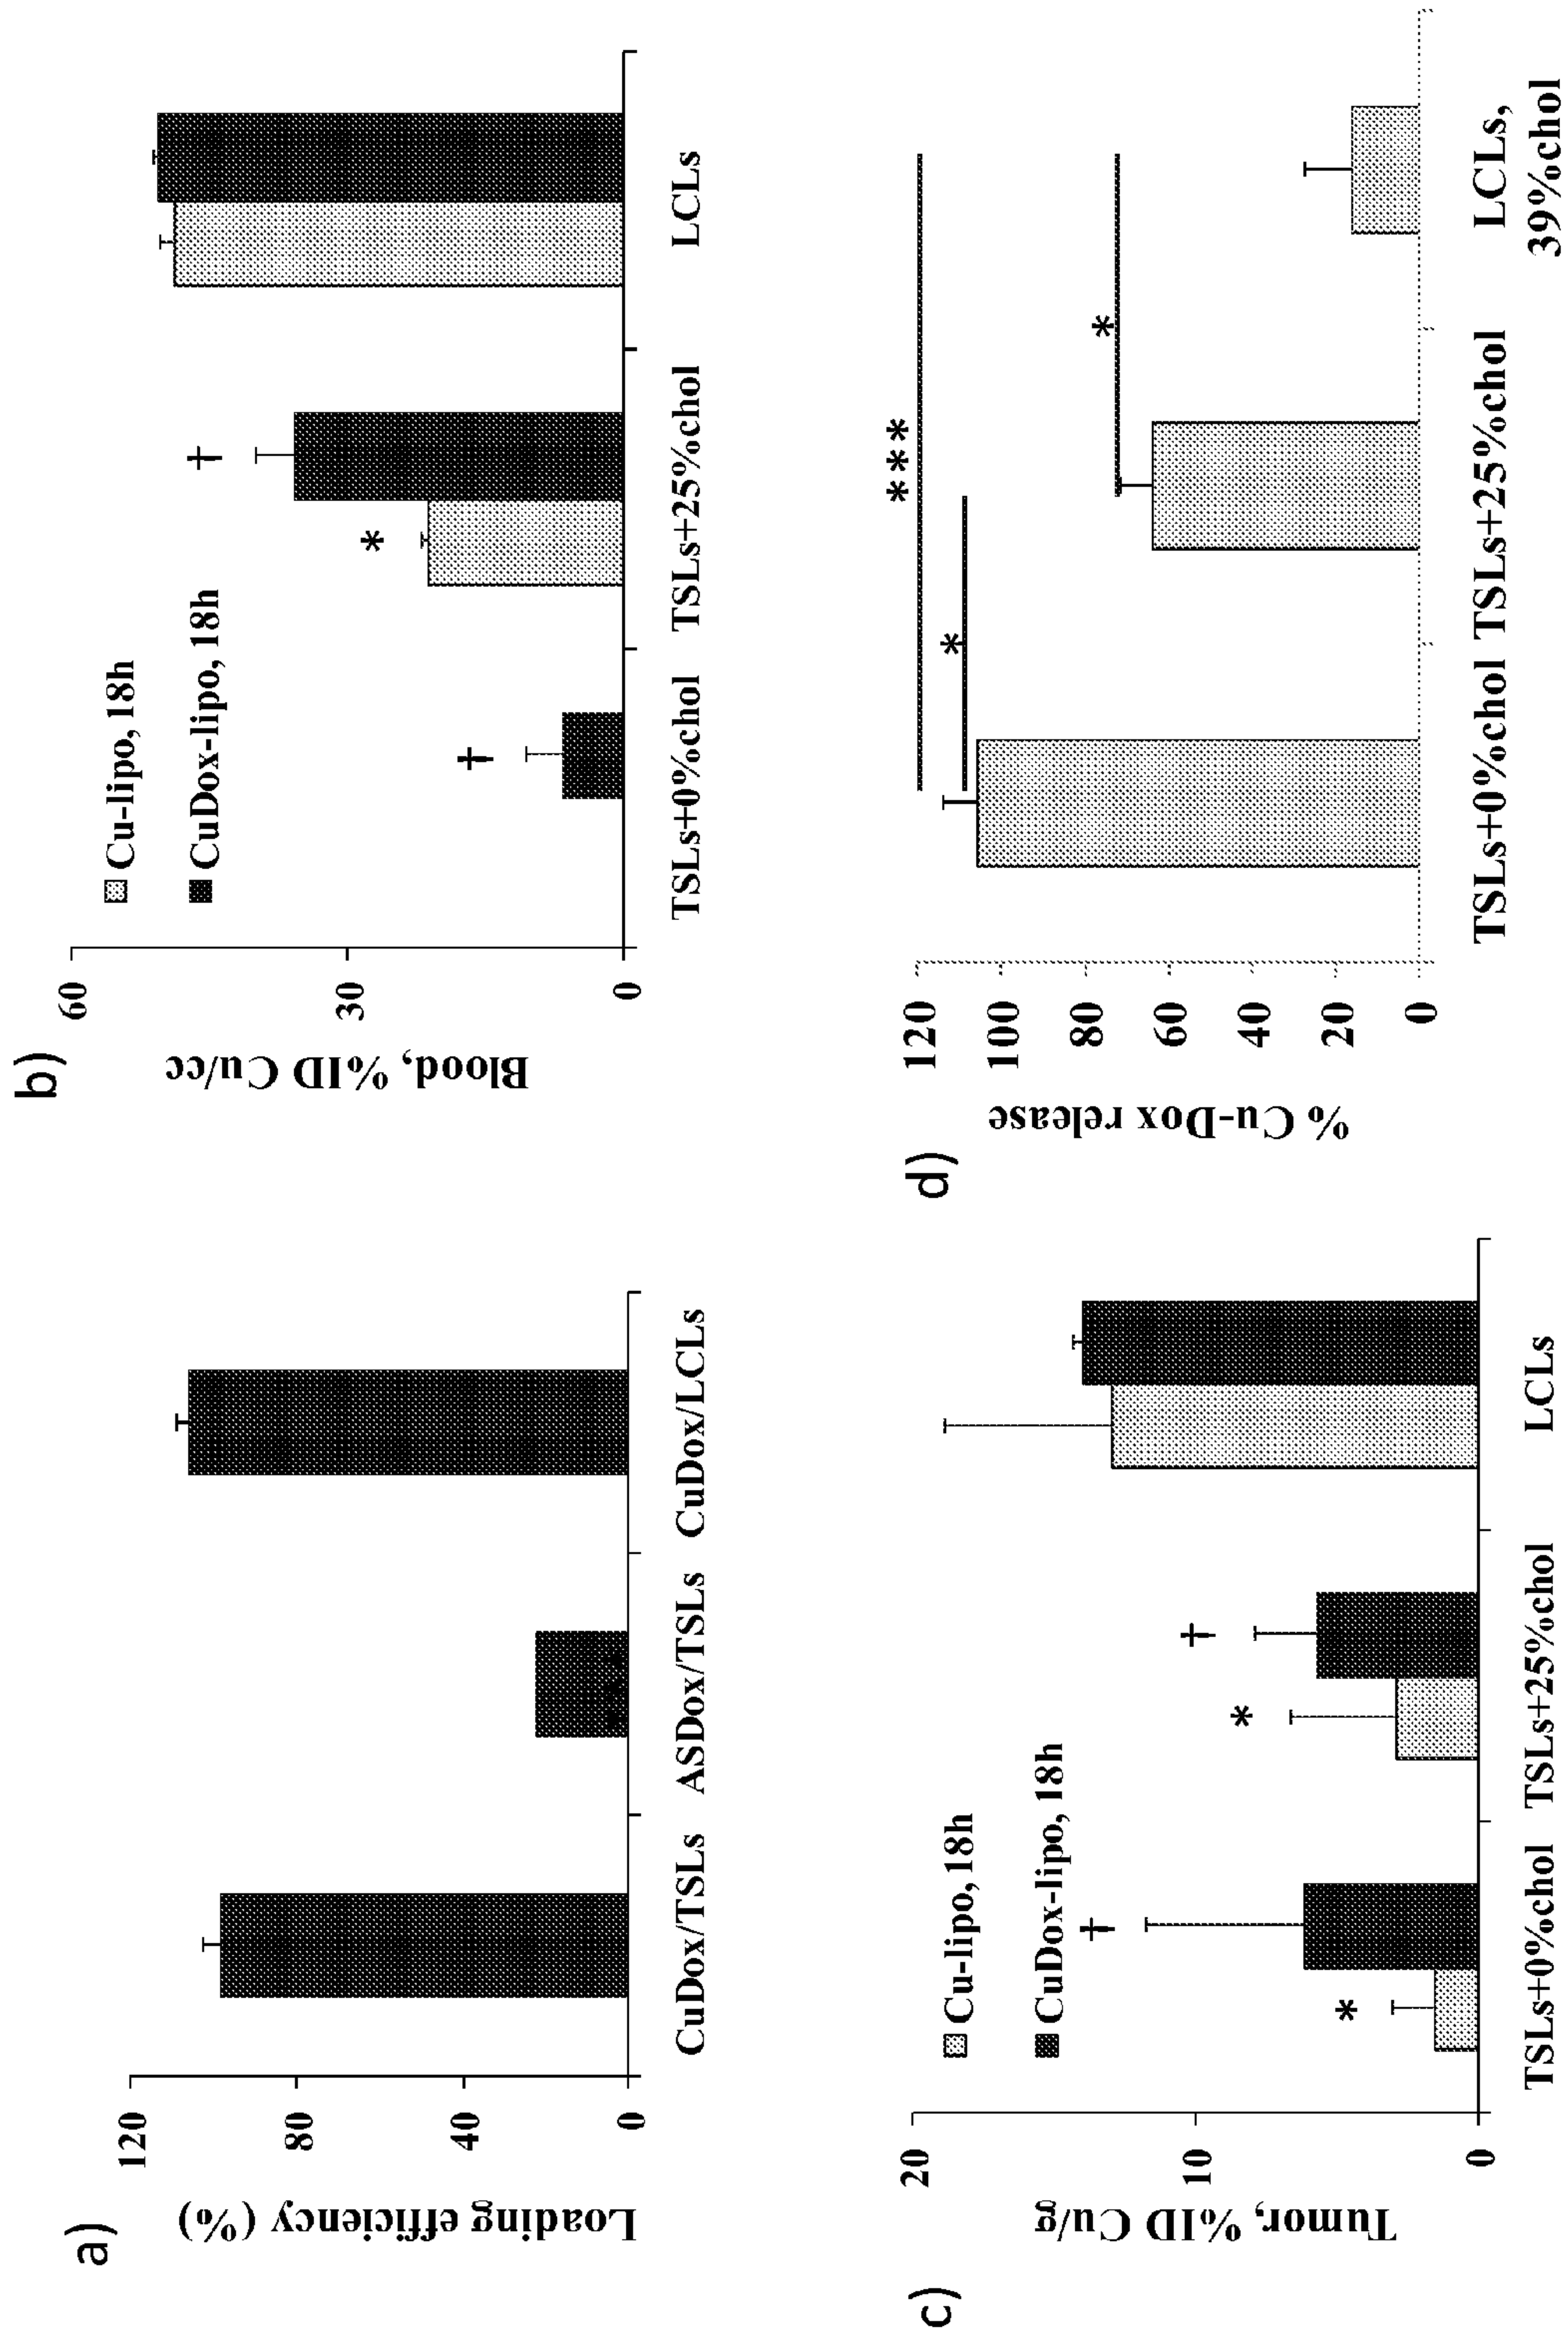 a)
Loading efficiency (%)
120
80
40
0
CuDox/TSLs
ASDox/TSLs
CuDox/LCLs
b)
Blood, %ID Cu/cc
60
30
0
Cu-lipo, 18h
CuDox-lipo, 18h
†
*
†
TSLs+0%chol
TSLs+25%chol
LCLs
c)
Tumor, %ID Cu/g
20
10
0
Cu-lipo, 18h
CuDox-lipo, 18h
*
†
*
†
TSLs+0%chol
TSLs+25%chol
LCLs
d)
% Cu-Dox release
120
100
80
60
40
20
0
***
*
*
TSLs+0%chol
TSLs+25%chol
LCLs,
39%chol